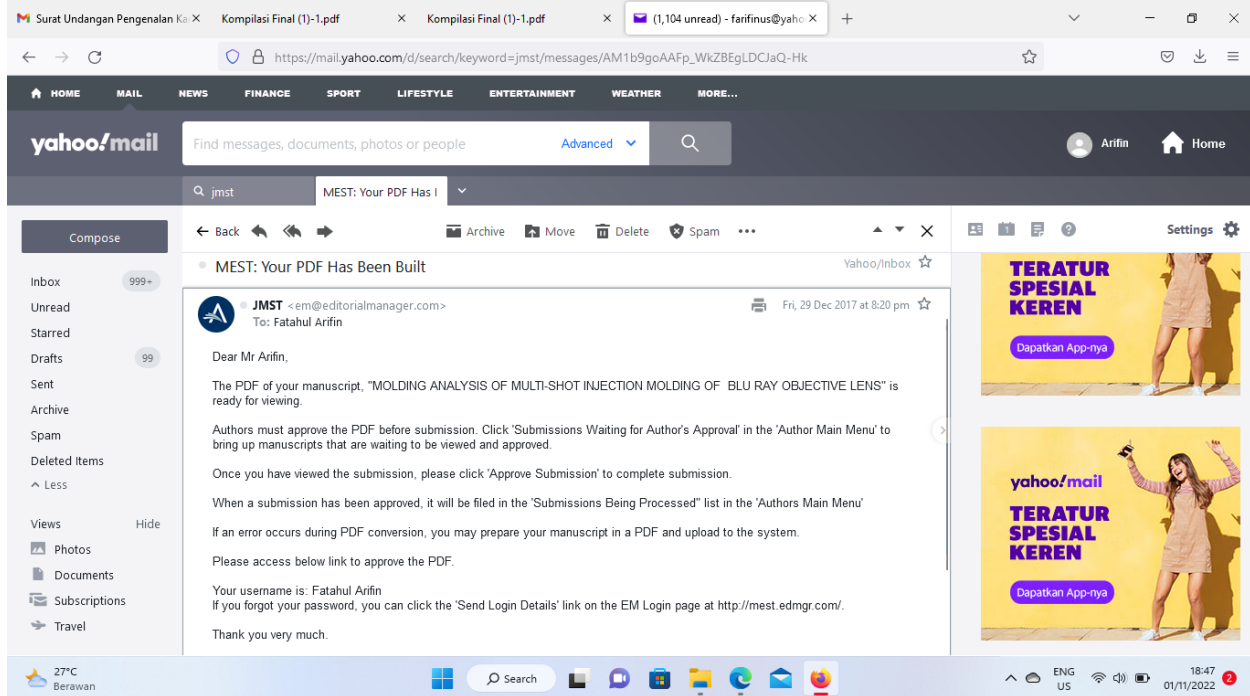 Surat Undangan Pengenalan Ka
Kompilasi Final (1)-1.pdf
Kompilasi Final (1)-1.pdf
(1,104 unread) - farifinus@yaho
https://mail.yahoo.com/d/search/keyword=jmst/messages/AM1b9goAAFp_WkZBEgLDCJaQ-Hk
HOME MAIL NEWS FINANCE SPORT LIFESTYLE ENTERTAINMENT WEATHER MORE...
yahoo!mail
Find messages, documents, photos or people
Advanced
Arifin
Home
jmst
MEST: Your PDF Has I
Compose
Back
Archive
Move
Delete
Spam
Settings
MEST: Your PDF Has Been Built
Yahoo/Inbox
Inbox 999+
Unread
Starred
Drafts 99
Sent
Archive
Spam
Deleted Items
Less
Views Hide
Photos
Documents
Subscriptions
Travel
JMST <em@editorialmanager.com>
Fri, 29 Dec 2017 at 8:20 pm
To: Fatahul Arifin
Dear Mr Arifin,
The PDF of your manuscript, "MOLDING ANALYSIS OF MULTI-SHOT INJECTION MOLDING OF BLU RAY OBJECTIVE LENS" is
ready for viewing.
Authors must approve the PDF before submission. Click 'Submissions Waiting for Author's Approval' in the 'Author Main Menu' to
bring up manuscripts that are waiting to be viewed and approved.
Once you have viewed the submission, please click 'Approve Submission' to complete submission.
When a submission has been approved, it will be filed in the 'Submissions Being Processed" list in the 'Authors Main Menu'
If an error occurs during PDF conversion, you may prepare your manuscript in a PDF and upload to the system.
Please access below link to approve the PDF.
Your username is: Fatahul Arifin
If you forgot your password, you can click the 'Send Login Details' link on the EM Login page at http://mest.edmgr.com/.
Thank you very much.
1
TERATUR
SPESIAL
KEREN
Dapatkan App-nya
yahoo!mail
TERATUR
SPESIAL
KEREN
Dapatkan App-nya
27°C
Berawan
Search
ENG
US
18:47
01/11/2022
2